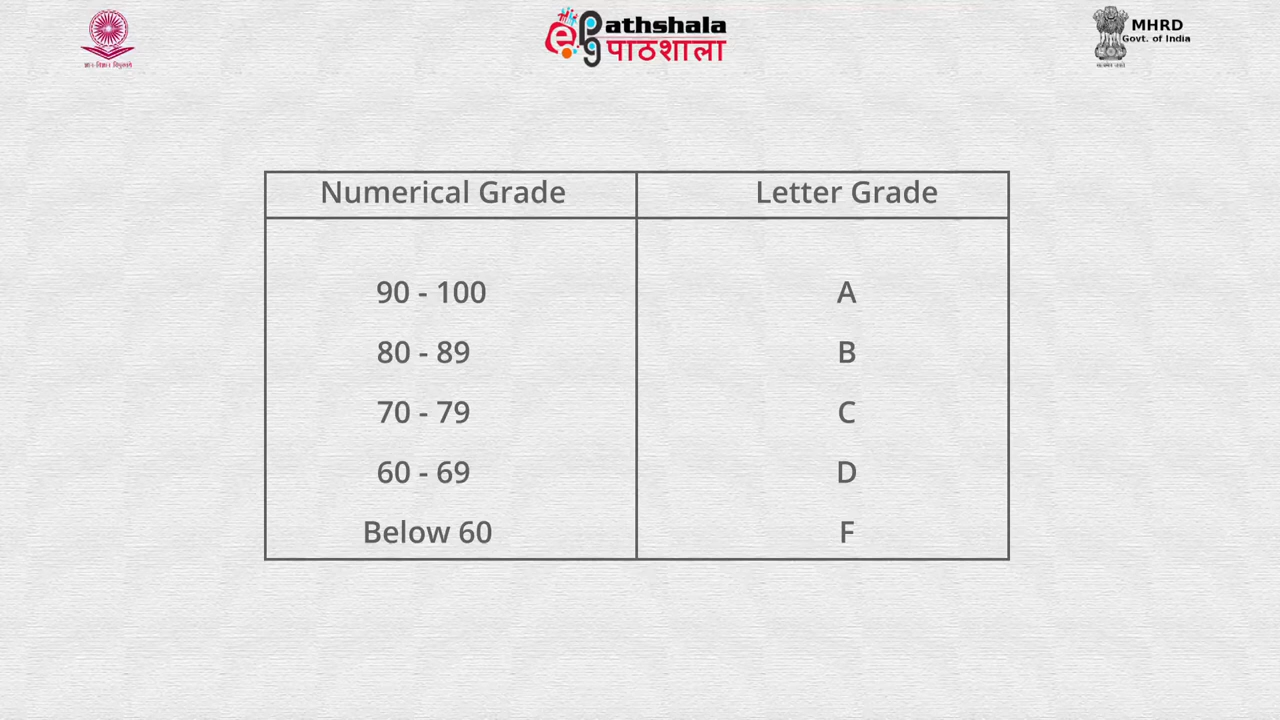 ePathshala
पाठशाला
MHRD
Govt. of India
Numerical Grade Letter Grade
90 - 100 A
80 - 89 B
70 - 79 C
60 - 69 D
Below 60 F